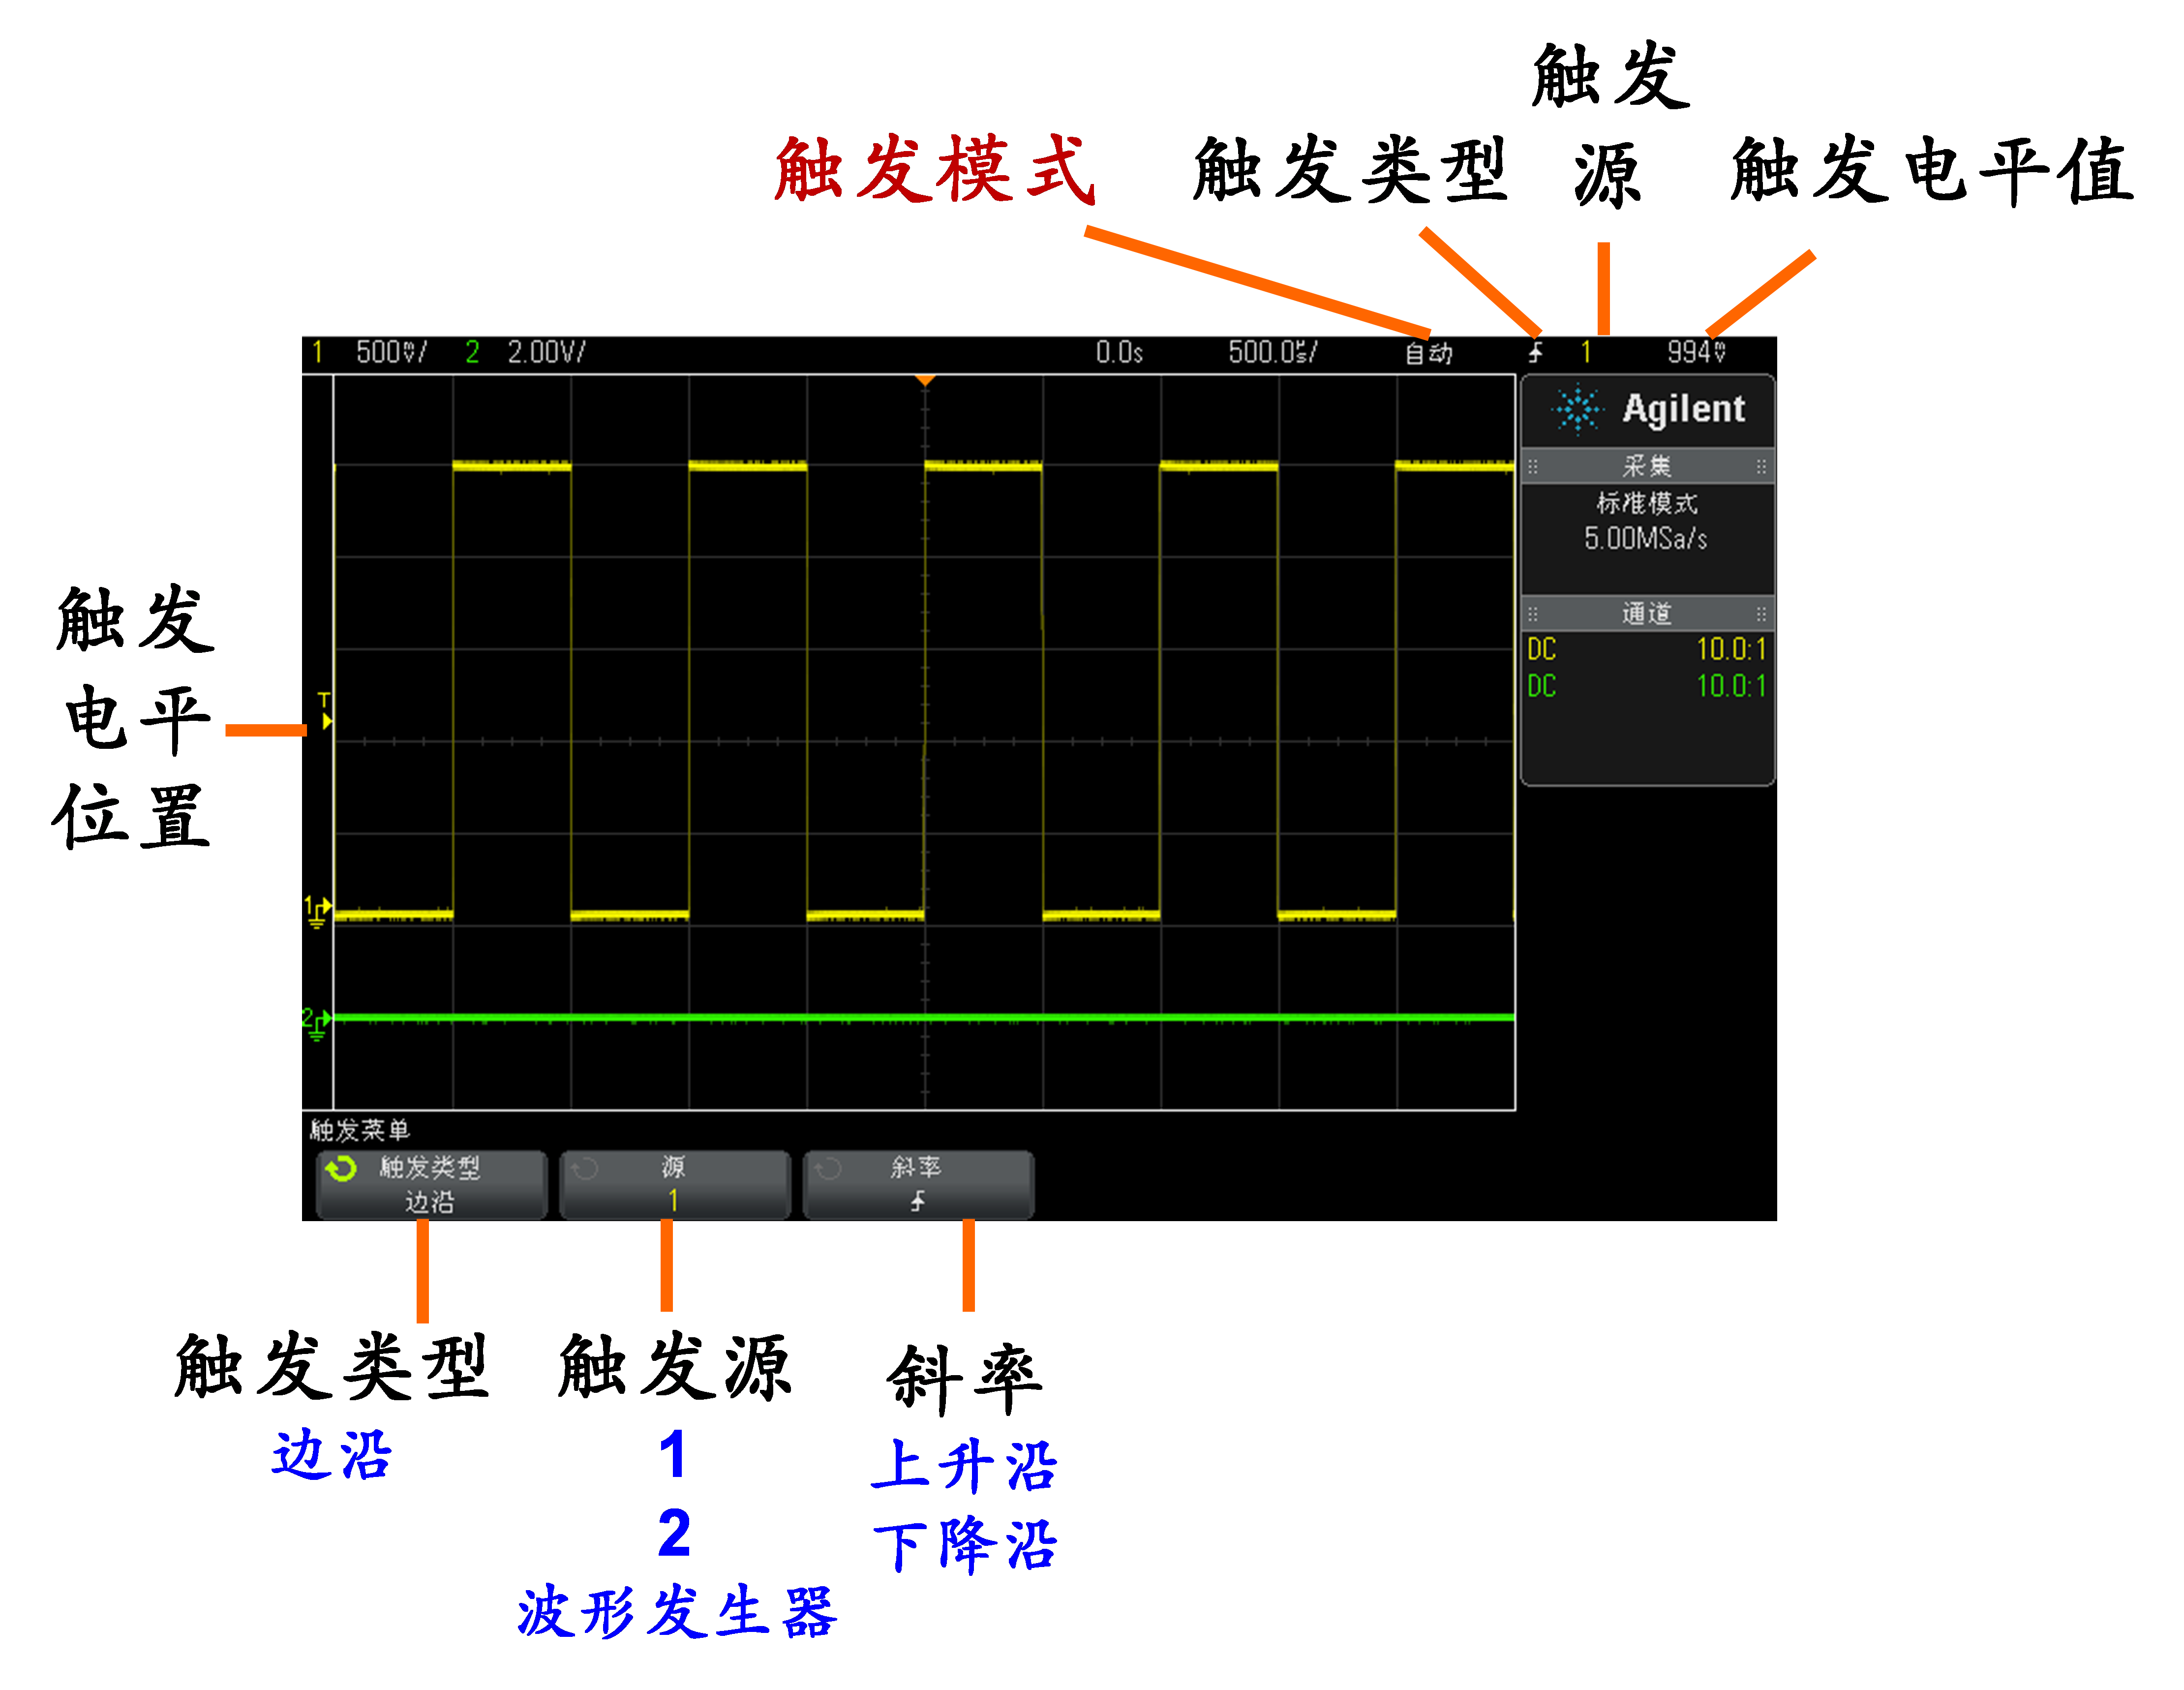 触发
触发模式 触发类型 源 触发电平值
1 500mV/ 2 2.00V/ 0.0s 500.0µs/ 自动 1 994mV
Agilent
采集
标准模式
5.00MSa/s
通道
DC 10.0:1
DC 10.0:1
触发
电平
位置
T
1
2
触发菜单
触发类型 源 斜率
边沿 1
触发类型 触发源 斜率
边沿 1 上升沿
2 下降沿
波形发生器